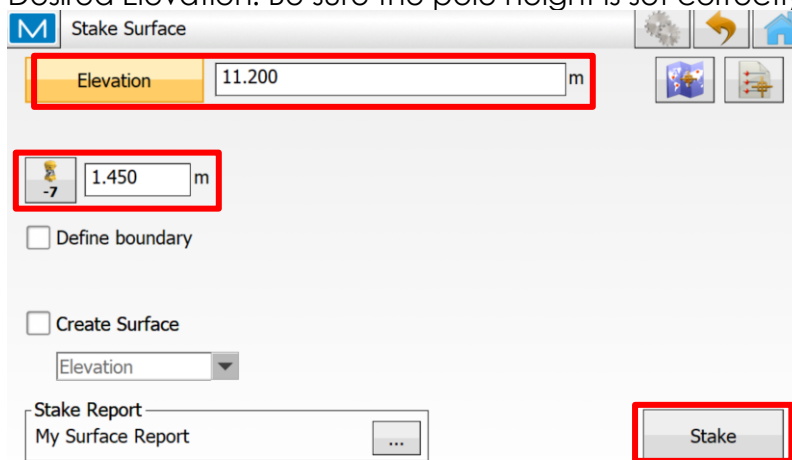 Desired Elevation. Be sure the pole height is set correctly
M Stake Surface
Elevation 11.200 m
-7 1.450 m
Define boundary
Create Surface
Elevation
Stake Report
My Surface Report ... Stake